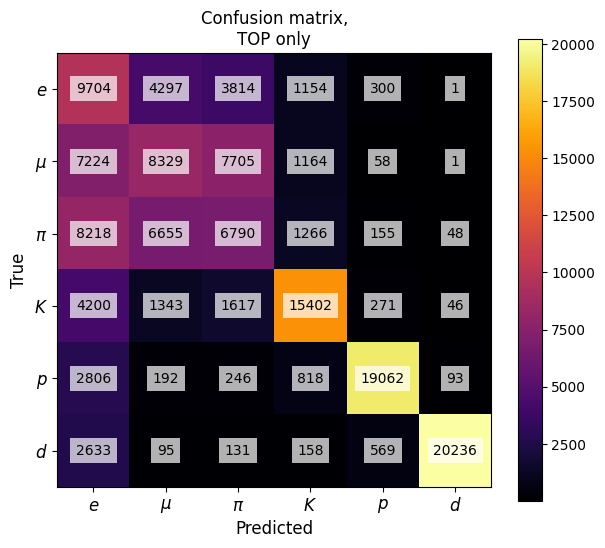 Confusion matrix,
TOP only
e 9704 4297 3814 1154 300 1
μ 7224 8329 7705 1164 58 1
π 8218 6655 6790 1266 155 48
K 4200 1343 1617 15402 271 46
p 2806 192 246 818 19062 93
d 2633 95 131 158 569 20236
e μ π K p d
Predicted
True
20000
17500
15000
12500
10000
7500
5000
2500